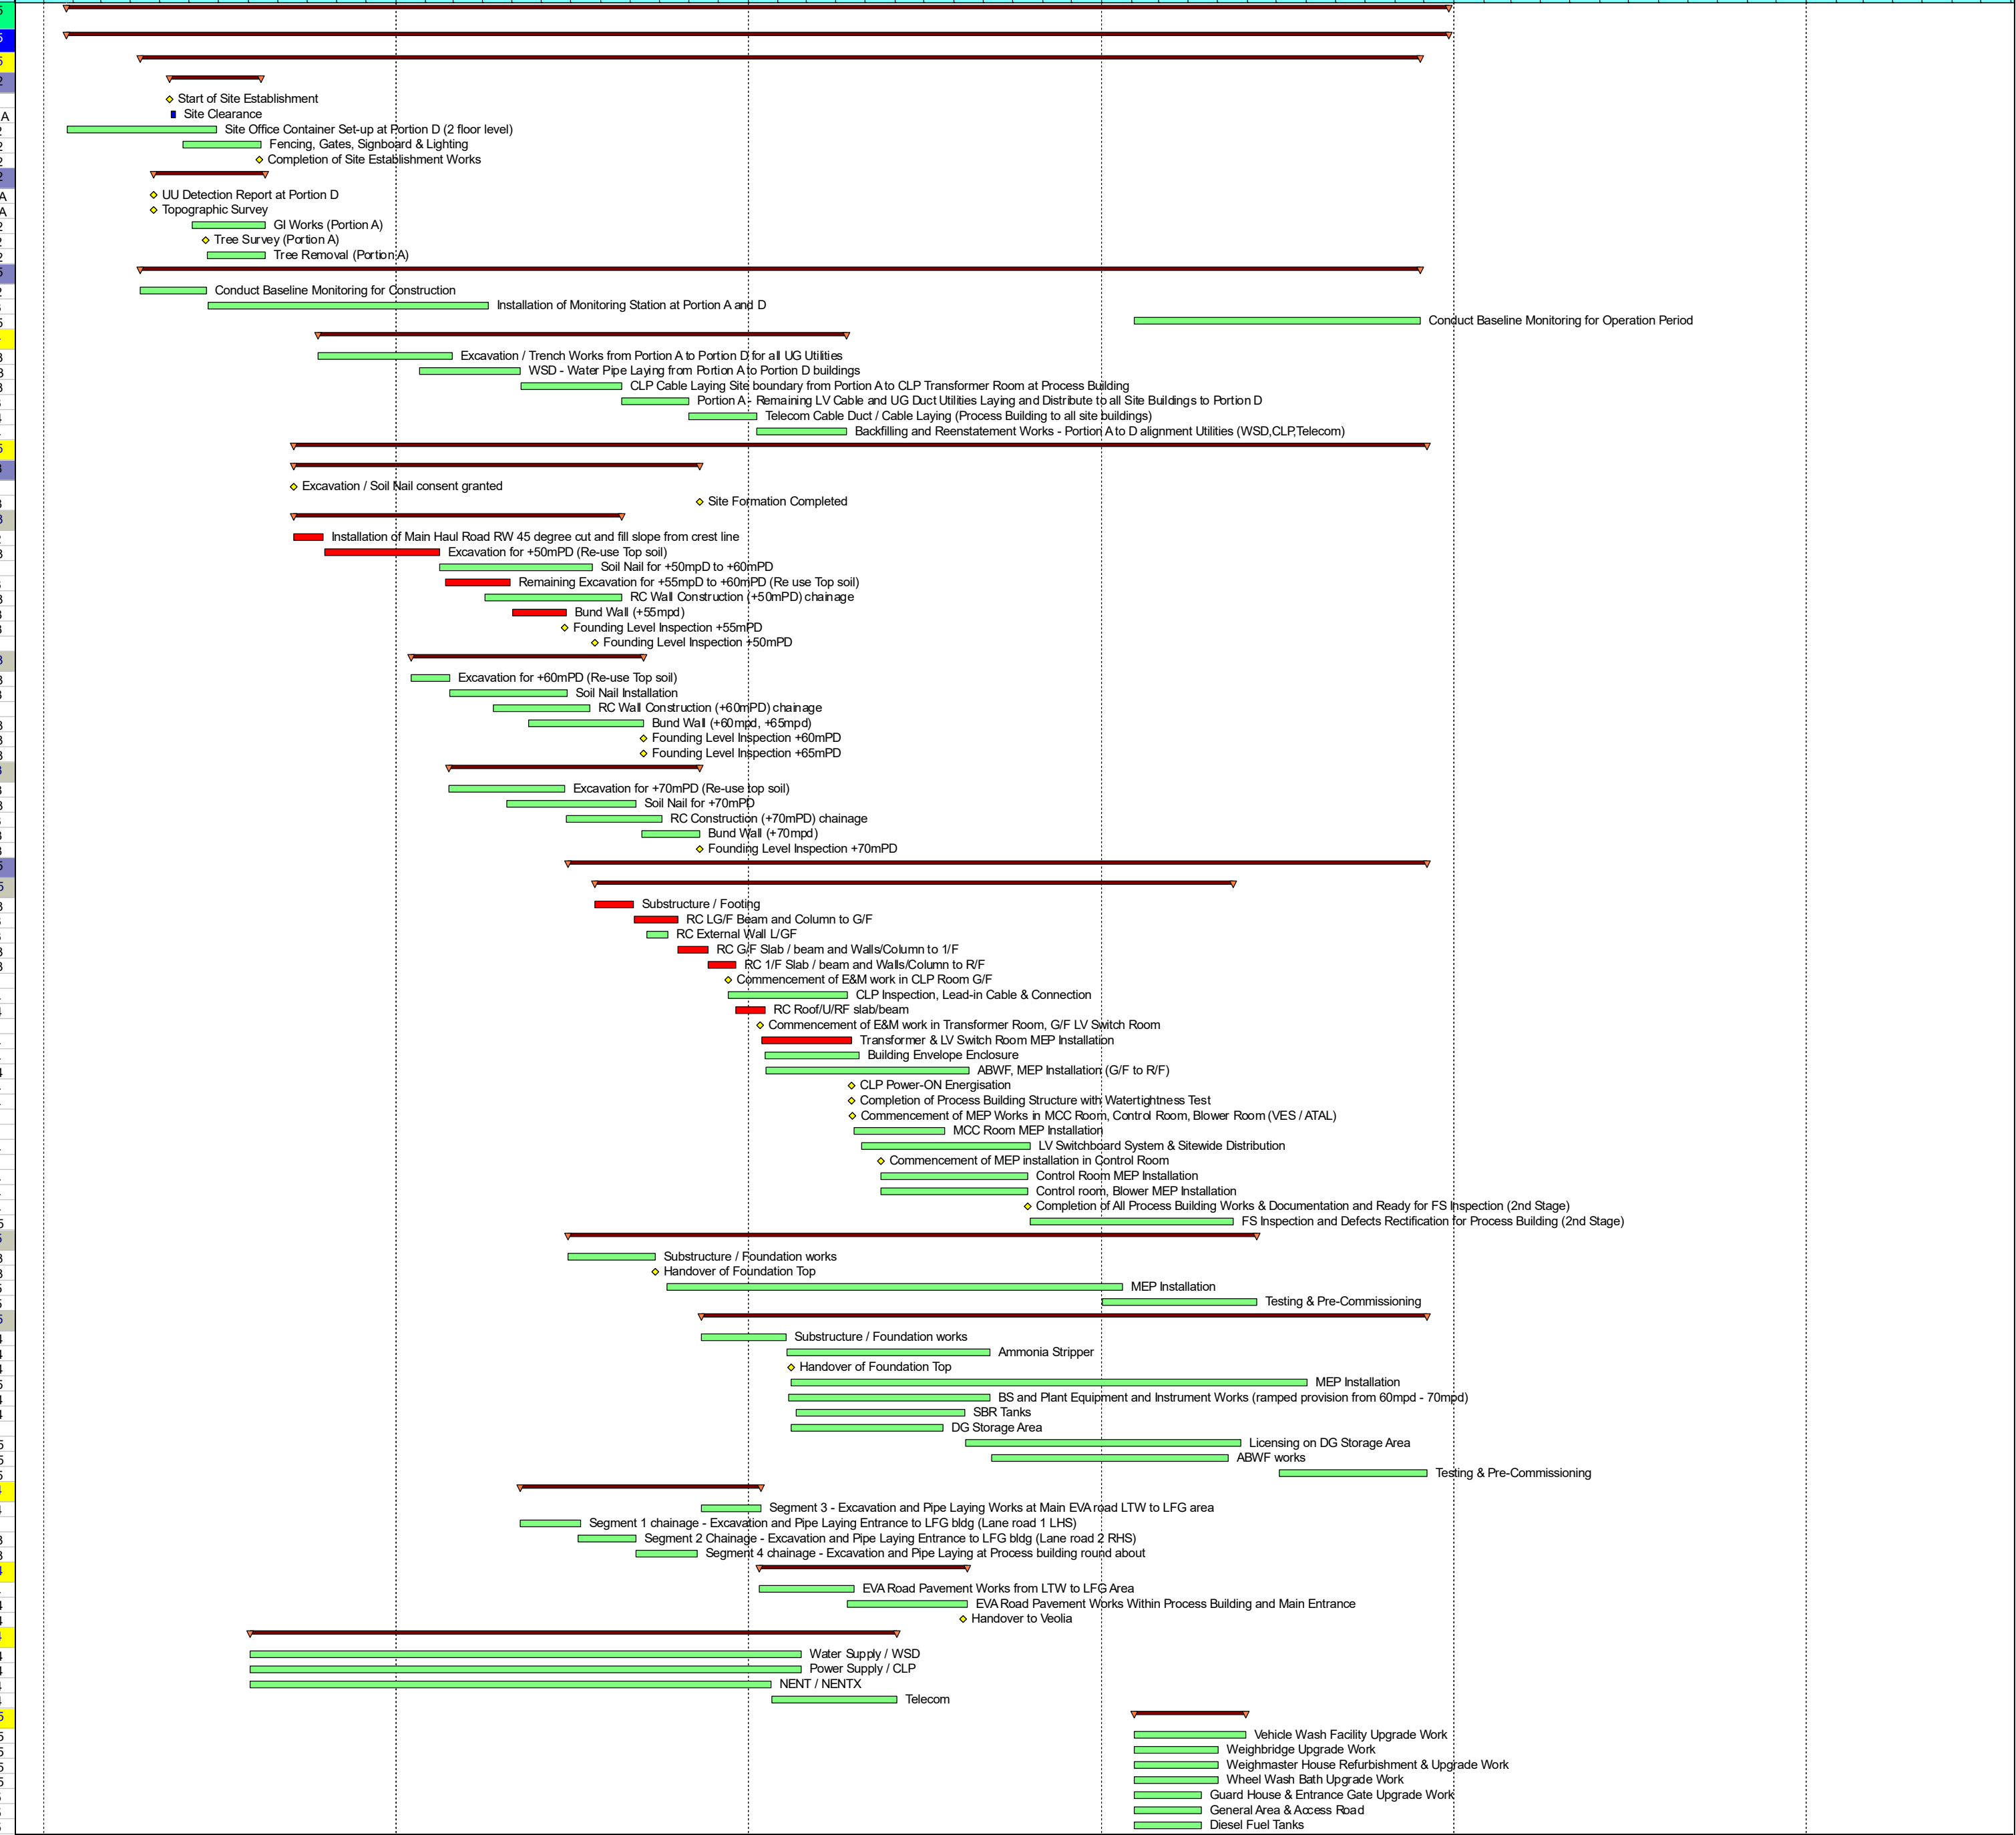 Start of Site Establishment
Site Clearance
Site Office Container Set-up at Portion D (2 floor level)
Fencing, Gates, Signboard & Lighting
Completion of Site Establishment Works
UU Detection Report at Portion D
Topographic Survey
GI Works (Portion A)
Tree Survey (Portion A)
Tree Removal (Portion A)
Conduct Baseline Monitoring for Construction
Installation of Monitoring Station at Portion A and D
Conduct Baseline Monitoring for Operation Period
Excavation / Trench Works from Portion A to Portion D for all UG Utilities
WSD - Water Pipe Laying from Portion A to Portion D buildings
CLP Cable Laying Site boundary from Portion A to CLP Transformer Room at Process Building
Portion A - Remaining LV Cable and UG Duct Utilities Laying and Distribute to all Site Buildings to Portion D
Telecom Cable Duct / Cable Laying (Process Building to all site buildings)
Backfilling and Reenstatement Works - Portion A to D alignment Utilities (WSD,CLP,Telecom)
Excavation / Soil Nail consent granted
Site Formation Completed
Installation of Main Haul Road RW 45 degree cut and fill slope from crest line
Excavation for +50mPD (Re-use Top soil)
Soil Nail for +50mpD to +60mPD
Remaining Excavation for +55mpD to +60mPD (Re use Top soil)
RC Wall Construction (+50mPD) chainage
Bund Wall (+55mpd)
Founding Level Inspection +55mPD
Founding Level Inspection +50mPD
Excavation for +60mPD (Re-use Top soil)
Soil Nail Installation
RC Wall Construction (+60mPD) chainage
Bund Wall (+60mpd, +65mpd)
Founding Level Inspection +60mPD
Founding Level Inspection +65mPD
Excavation for +70mPD (Re-use top soil)
Soil Nail for +70mPD
RC Construction (+70mPD) chainage
Bund Wall (+70mpd)
Founding Level Inspection +70mPD
Substructure / Footing
RC LG/F Beam and Column to G/F
RC External Wall L/GF
RC G/F Slab / beam and Walls/Column to 1/F
RC 1/F Slab / beam and Walls/Column to R/F
Commencement of E&M work in CLP Room G/F
CLP Inspection, Lead-in Cable & Connection
RC Roof/U/RF slab/beam
Commencement of E&M work in Transformer Room, G/F LV Switch Room
Transformer & LV Switch Room MEP Installation
Building Envelope Enclosure
ABWF, MEP Installation (G/F to R/F)
CLP Power-ON Energisation
Completion of Process Building Structure with Watertightness Test
Commencement of MEP Works in MCC Room, Control Room, Blower Room (VES / ATAL)
MCC Room MEP Installation
LV Switchboard System & Sitewide Distribution
Commencement of MEP installation in Control Room
Control Room MEP Installation
Control room, Blower MEP Installation
Completion of All Process Building Works & Documentation and Ready for FS Inspection (2nd Stage)
FS Inspection and Defects Rectification for Process Building (2nd Stage)
Substructure / Foundation works
Handover of Foundation Top
MEP Installation
Testing & Pre-Commissioning
Substructure / Foundation works
Ammonia Stripper
Handover of Foundation Top
MEP Installation
BS and Plant Equipment and Instrument Works (ramped provision from 60mpd - 70mpd)
SBR Tanks
DG Storage Area
Licensing on DG Storage Area
ABWF works
Testing & Pre-Commissioning
Segment 3 - Excavation and Pipe Laying Works at Main EVA road LTW to LFG area
Segment 1 chainage - Excavation and Pipe Laying Entrance to LFG bldg (Lane road 1 LHS)
Segment 2 Chainage - Excavation and Pipe Laying Entrance to LFG bldg (Lane road 2 RHS)
Segment 4 chainage - Excavation and Pipe Laying at Process building round about
EVA Road Pavement Works from LTW to LFG Area
EVA Road Pavement Works Within Process Building and Main Entrance
Handover to Veolia
Water Supply / WSD
Power Supply / CLP
NENT / NENTX
Telecom
Vehicle Wash Facility Upgrade Work
Weighbridge Upgrade Work
Weighmaster House Refurbishment & Upgrade Work
Wheel Wash Bath Upgrade Work
Guard House & Entrance Gate Upgrade Work
General Area & Access Road
Diesel Fuel Tanks